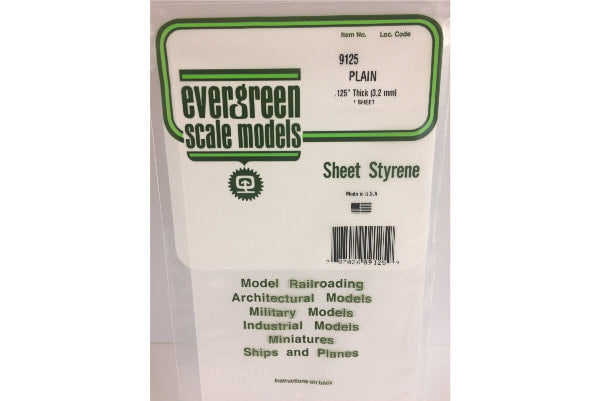 Item No. Loc. Code
9125
PLAIN
.125" Thick (3.2 mm)
1 SHEET
evergreen
scale models
Sheet Styrene
Made in U.S.A
Model Railroading
Architectural Models
Military Models
Industrial Models
Miniatures
Ships and Planes
Instructions on back